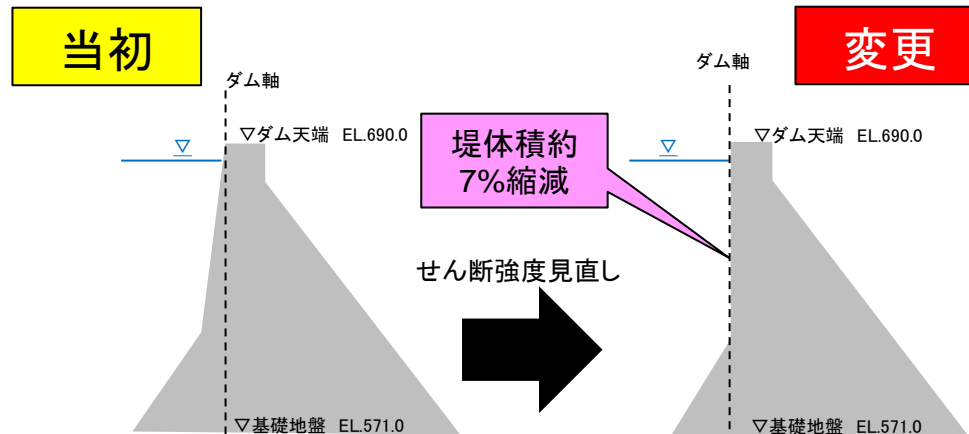 当初
変更
ダム軸
ダム軸
▽ダム天端 EL.690.0
▽ダム天端 EL.690.0
▽
▽
堤体積約
7%縮減
せん断強度見直し
▽基礎地盤 EL.571.0
▽基礎地盤 EL.571.0